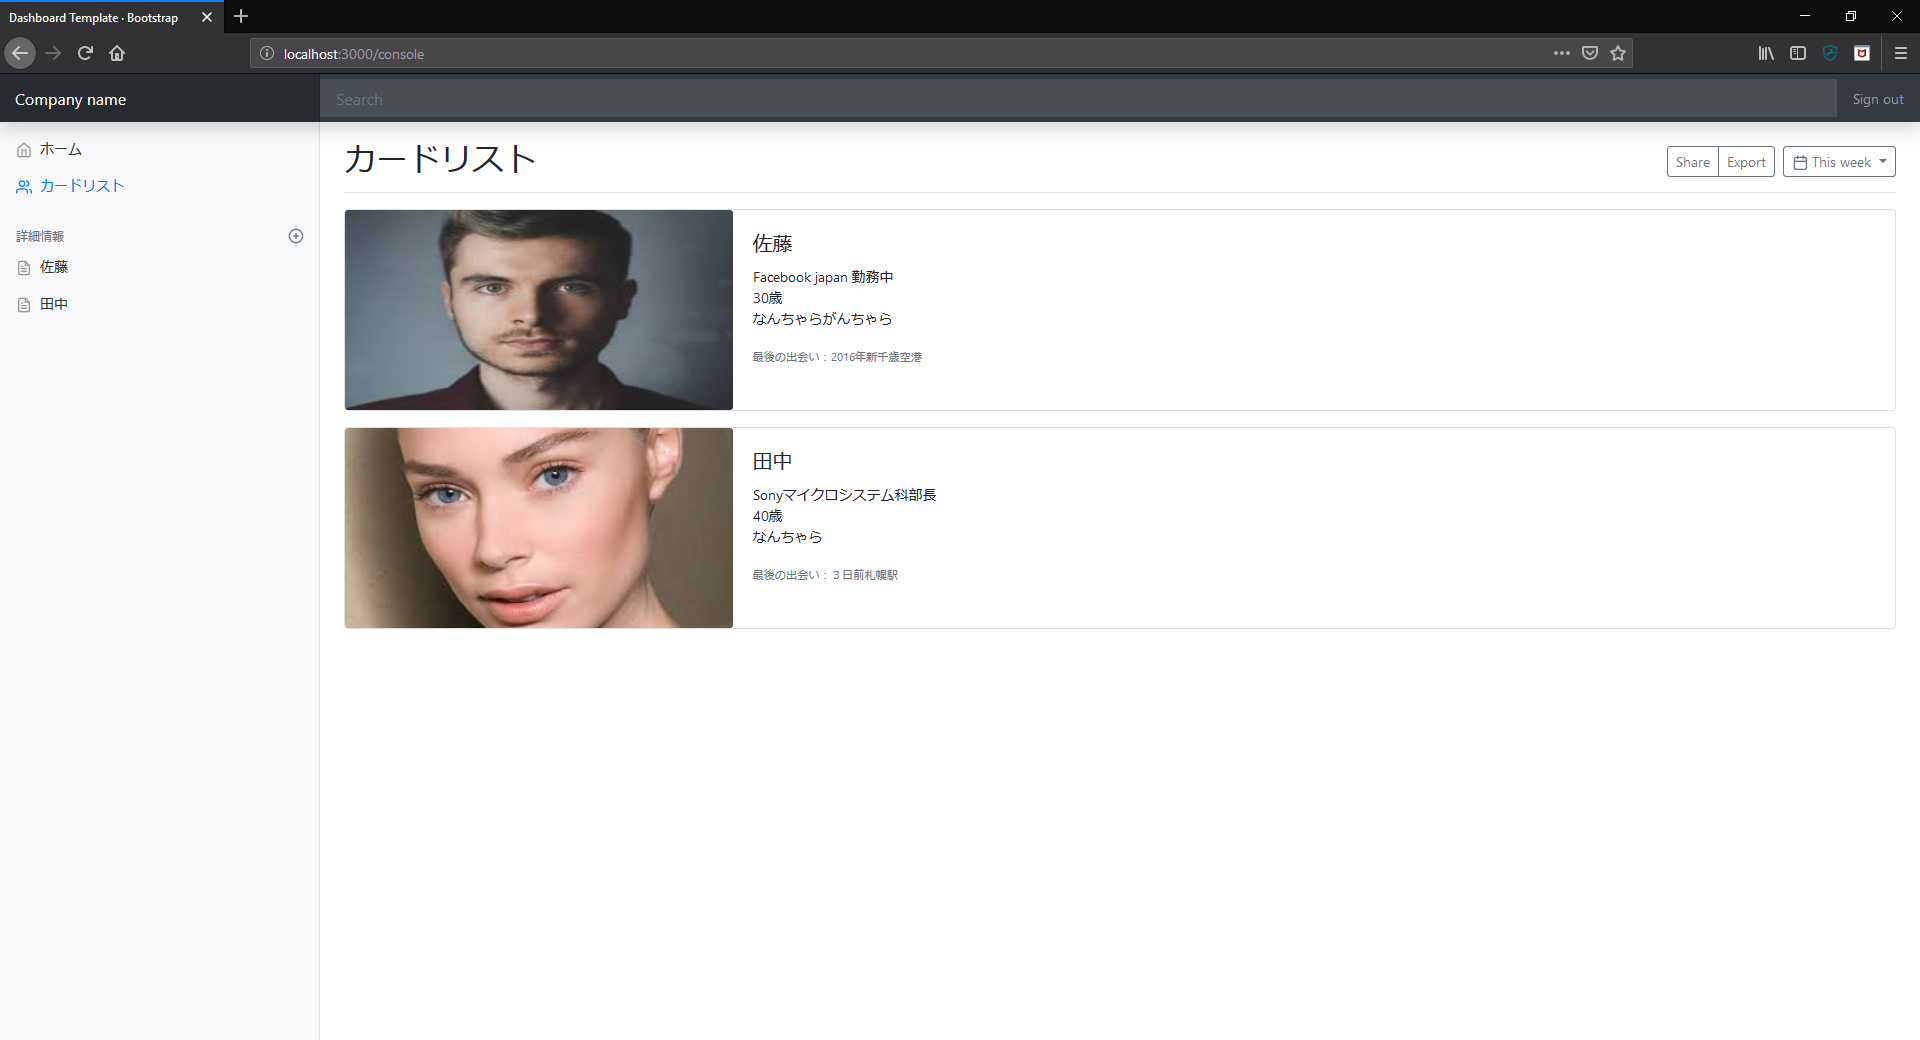 Dashboard Template · Bootstrap
localhost:3000/console
Company name
Search
Sign out
ホーム
カードリスト
詳細情報
佐藤
田中
カードリスト
Share
Export
This week
佐藤
Facebook japan 勤務中
30歳
なんちゃらがんちゃら
最後の出会い：2016年新千歳空港
田中
Sonyマイクロシステム科部長
40歳
なんちゃら
最後の出会い：３日前札幌駅